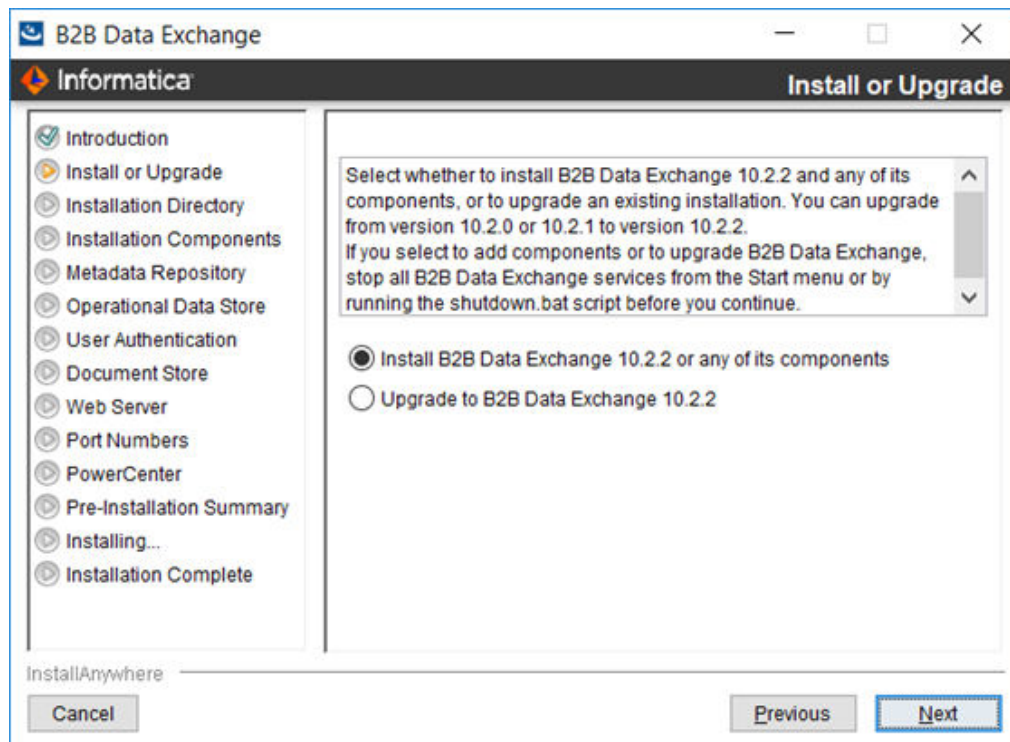 B2B Data Exchange
Informatica
Install or Upgrade
Introduction
Install or Upgrade
Installation Directory
Installation Components
Metadata Repository
Operational Data Store
User Authentication
Document Store
Web Server
Port Numbers
PowerCenter
Pre-Installation Summary
Installing...
Installation Complete
Select whether to install B2B Data Exchange 10.2.2 and any of its
components, or to upgrade an existing installation. You can upgrade
from version 10.2.0 or 10.2.1 to version 10.2.2.
If you select to add components or to upgrade B2B Data Exchange,
stop all B2B Data Exchange services from the Start menu or by
running the shutdown.bat script before you continue.
Install B2B Data Exchange 10.2.2 or any of its components
Upgrade to B2B Data Exchange 10.2.2
InstallAnywhere
Cancel
Previous
Next